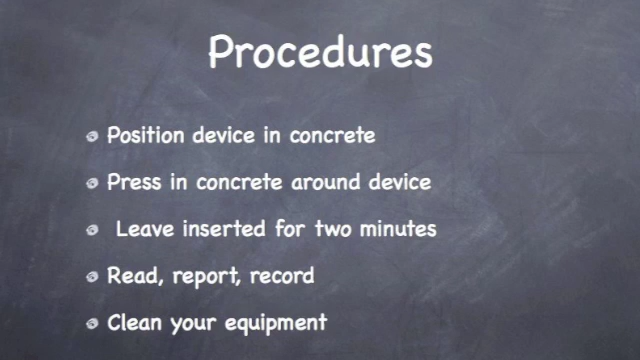 Procedures
Position device in concrete
Press in concrete around device
Leave inserted for two minutes
Read, report, record
Clean your equipment